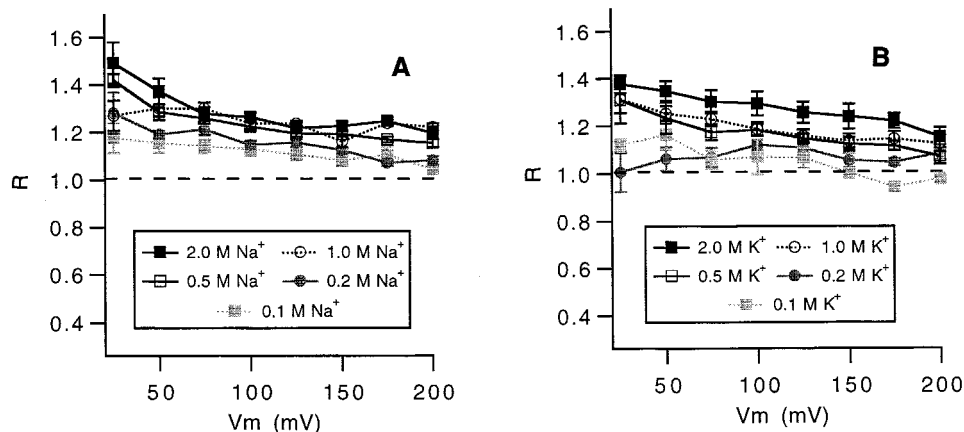 A
1.6
1.4
1.2
1.0
0.8
0.6
0.4
R
2.0 M Na⁺
1.0 M Na⁺
0.5 M Na⁺
0.2 M Na⁺
0.1 M Na⁺
50
100
150
200
Vm (mV)
B
1.6
1.4
1.2
1.0
0.8
0.6
0.4
R
2.0 M K⁺
1.0 M K⁺
0.5 M K⁺
0.2 M K⁺
0.1 M K⁺
50
100
150
200
Vm (mV)